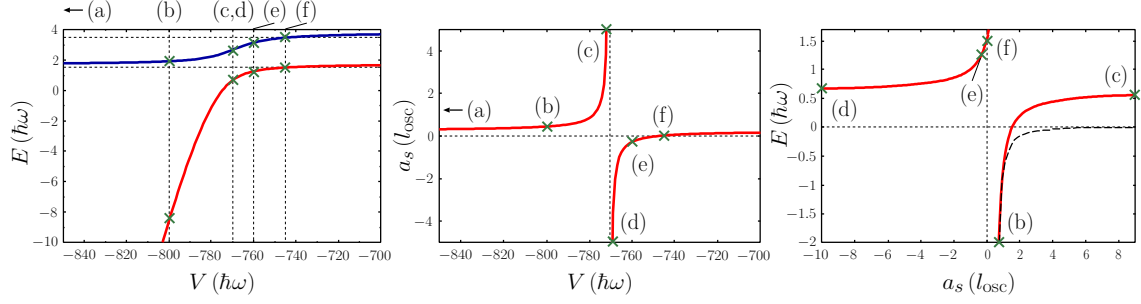 (a) (b) (c,d) (e) (f)
E (ħω)
4
2
0
−2
−4
−6
−8
−10
−840 −820 −800 −780 −760 −740 −720 −700
V (ħω)
a_s (l_osc)
4
2
0
−2
−4
(a)
(b)
(c)
(d)
(e)
(f)
−840 −820 −800 −780 −760 −740 −720 −700
V (ħω)
E (ħω)
2
1.5
1
0.5
0
−0.5
−1
−1.5
−2
(f)
(e)
(d)
(c)
(b)
−10 −8 −6 −4 −2 0 2 4 6 8
a_s (l_osc)